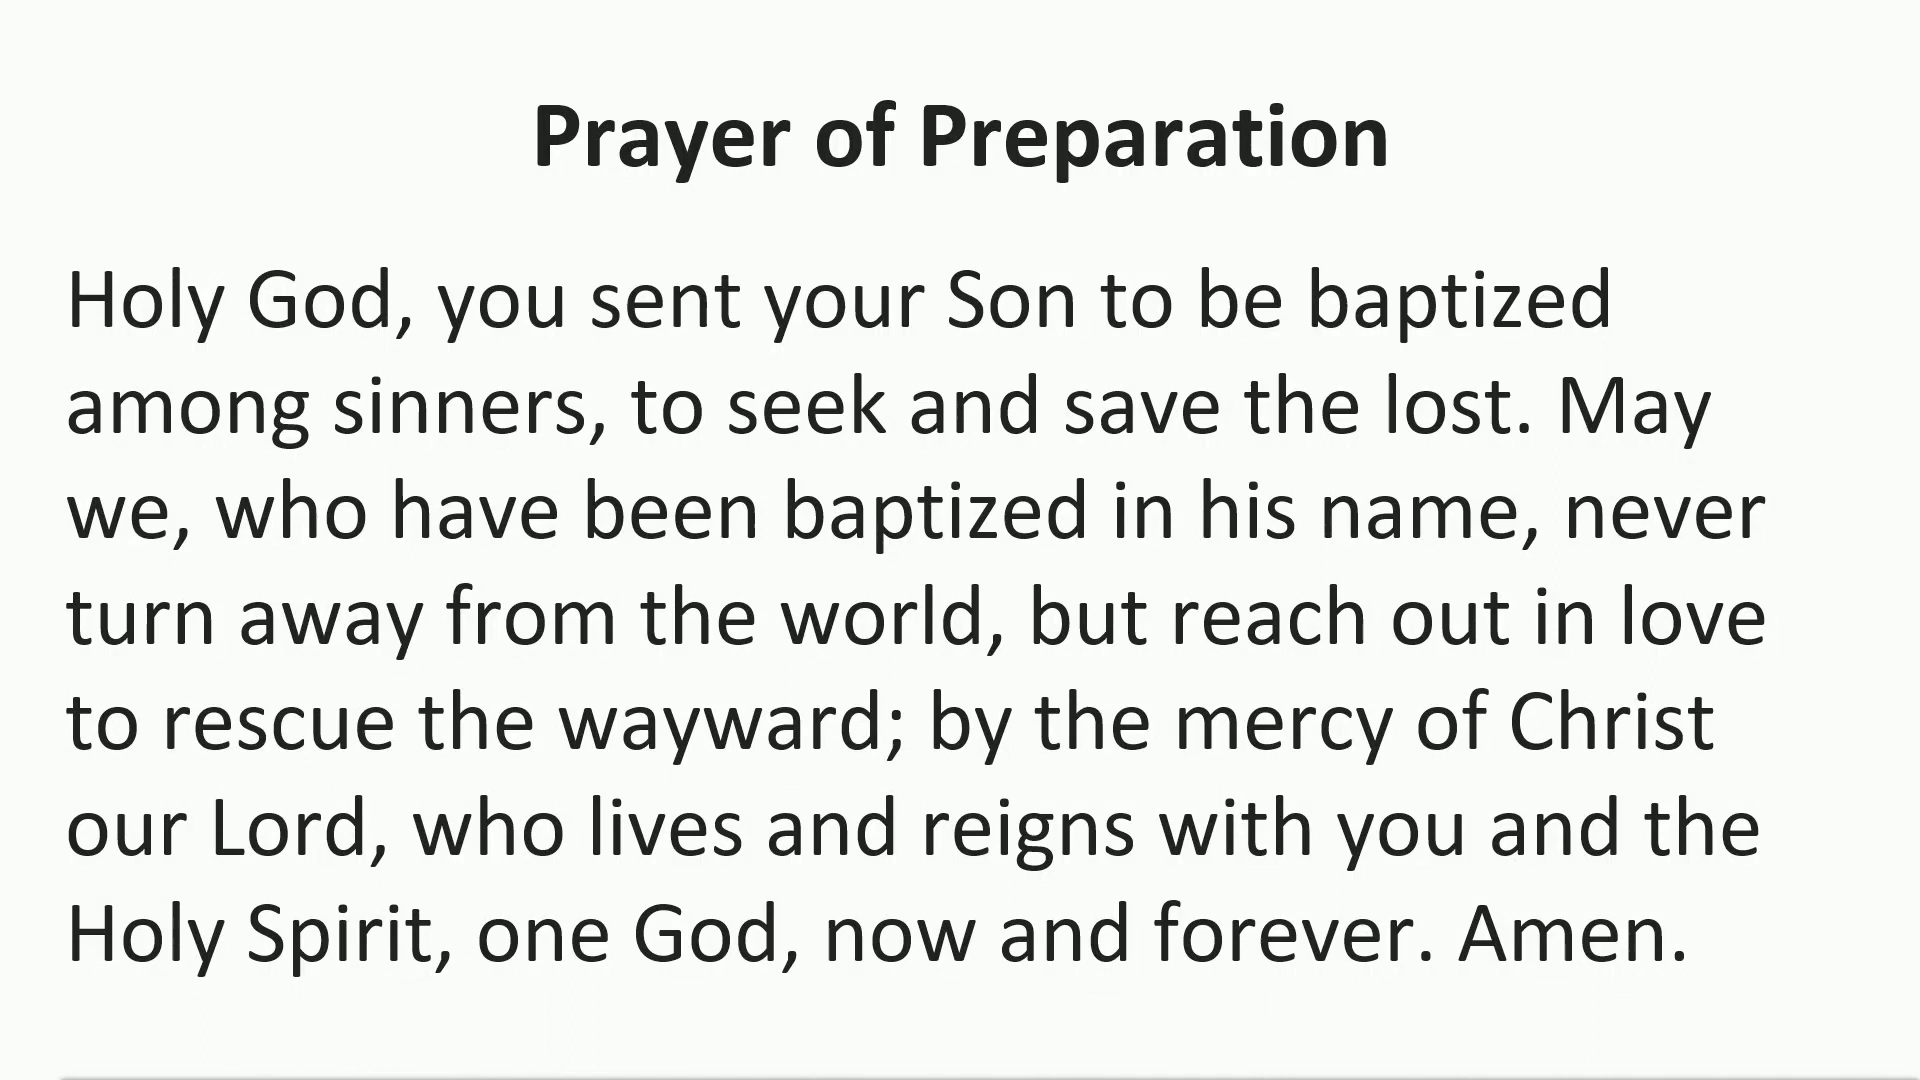 Prayer of Preparation
Holy God, you sent your Son to be baptized
among sinners, to seek and save the lost. May
we, who have been baptized in his name, never
turn away from the world, but reach out in love
to rescue the wayward; by the mercy of Christ
our Lord, who lives and reigns with you and the
Holy Spirit, one God, now and forever. Amen.